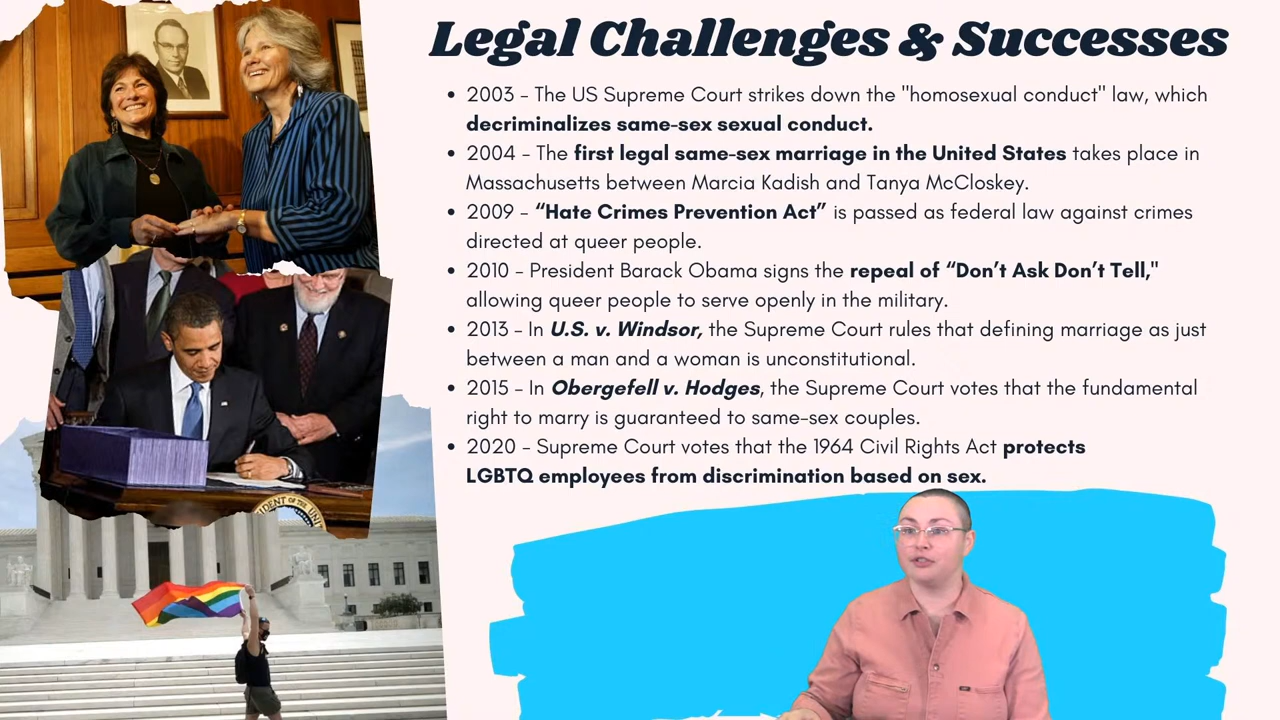 Legal Challenges & Successes
• 2003 - The US Supreme Court strikes down the "homosexual conduct" law, which
decriminalizes same-sex sexual conduct.
• 2004 - The first legal same-sex marriage in the United States takes place in
Massachusetts between Marcia Kadish and Tanya McCloskey.
• 2009 - “Hate Crimes Prevention Act” is passed as federal law against crimes
directed at queer people.
• 2010 - President Barack Obama signs the repeal of “Don’t Ask Don’t Tell,"
allowing queer people to serve openly in the military.
• 2013 - In U.S. v. Windsor, the Supreme Court rules that defining marriage as just
between a man and a woman is unconstitutional.
• 2015 - In Obergefell v. Hodges, the Supreme Court votes that the fundamental
right to marry is guaranteed to same-sex couples.
• 2020 - Supreme Court votes that the 1964 Civil Rights Act protects
LGBTQ employees from discrimination based on sex.